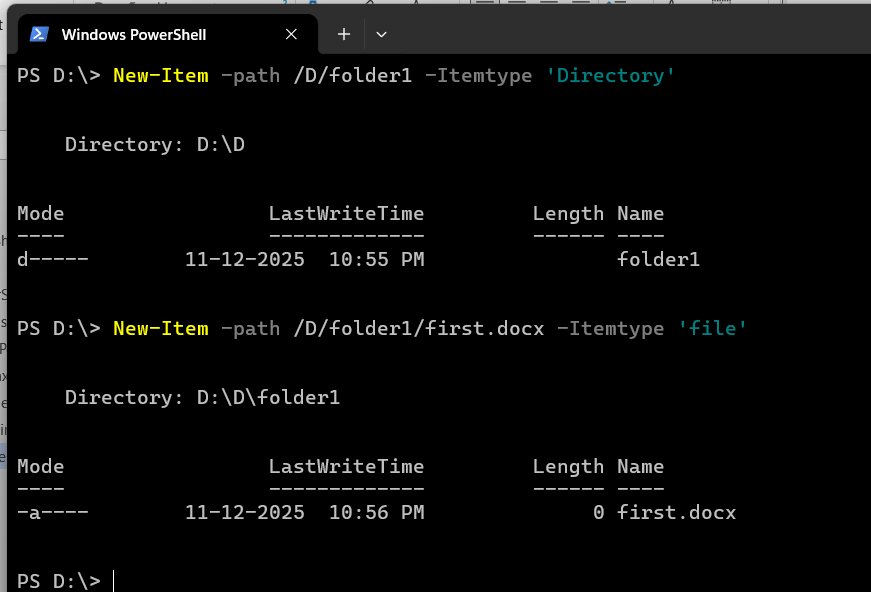 Windows PowerShell
PS D:\> New-Item -path /D/folder1 -Itemtype 'Directory'
Directory: D:\D
Mode LastWriteTime Length Name
---- ------------- ------ ----
d----- 11-12-2025 10:55 PM folder1
PS D:\> New-Item -path /D/folder1/first.docx -Itemtype 'file'
Directory: D:\D\folder1
Mode LastWriteTime Length Name
---- ------------- ------ ----
-a---- 11-12-2025 10:56 PM 0 first.docx
PS D:\>